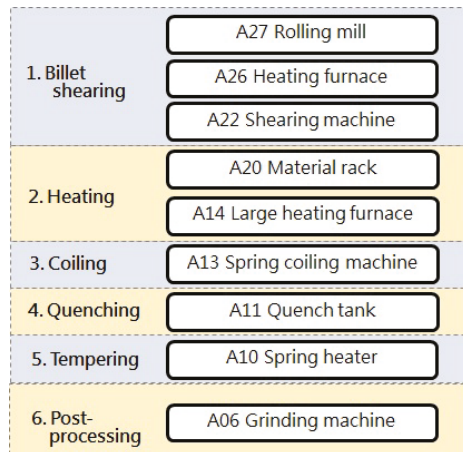 A27 Rolling mill
1. Billet
shearing
A26 Heating furnace
A22 Shearing machine
A20 Material rack
2. Heating
A14 Large heating furnace
3. Coiling
A13 Spring coiling machine
4. Quenching
A11 Quench tank
5. Tempering
A10 Spring heater
6. Post-
processing
A06 Grinding machine